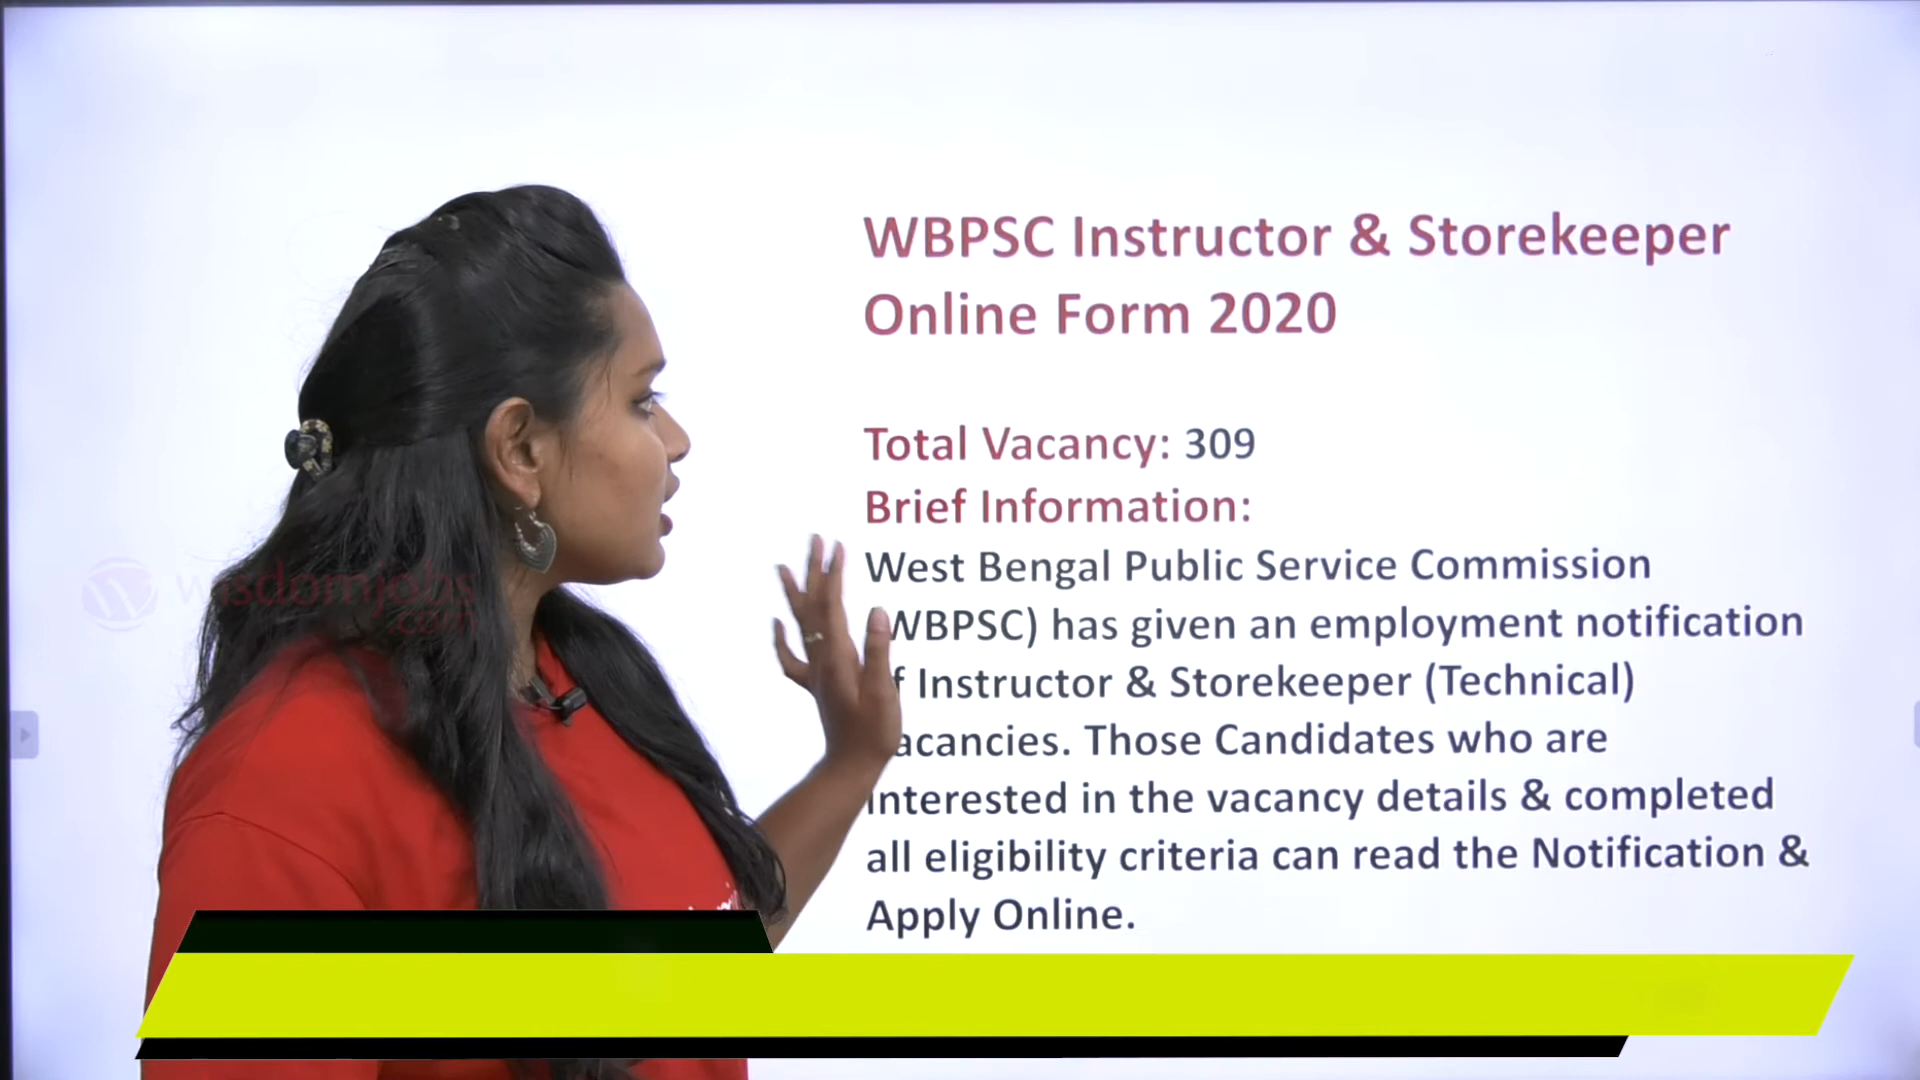 WBPSC Instructor & Storekeeper
Online Form 2020
Total Vacancy: 309
Brief Information:
West Bengal Public Service Commission
WBPSC) has given an employment notification
f Instructor & Storekeeper (Technical)
acancies. Those Candidates who are
interested in the vacancy details & completed
all eligibility criteria can read the Notification &
Apply Online.
wisdomjobs
.com